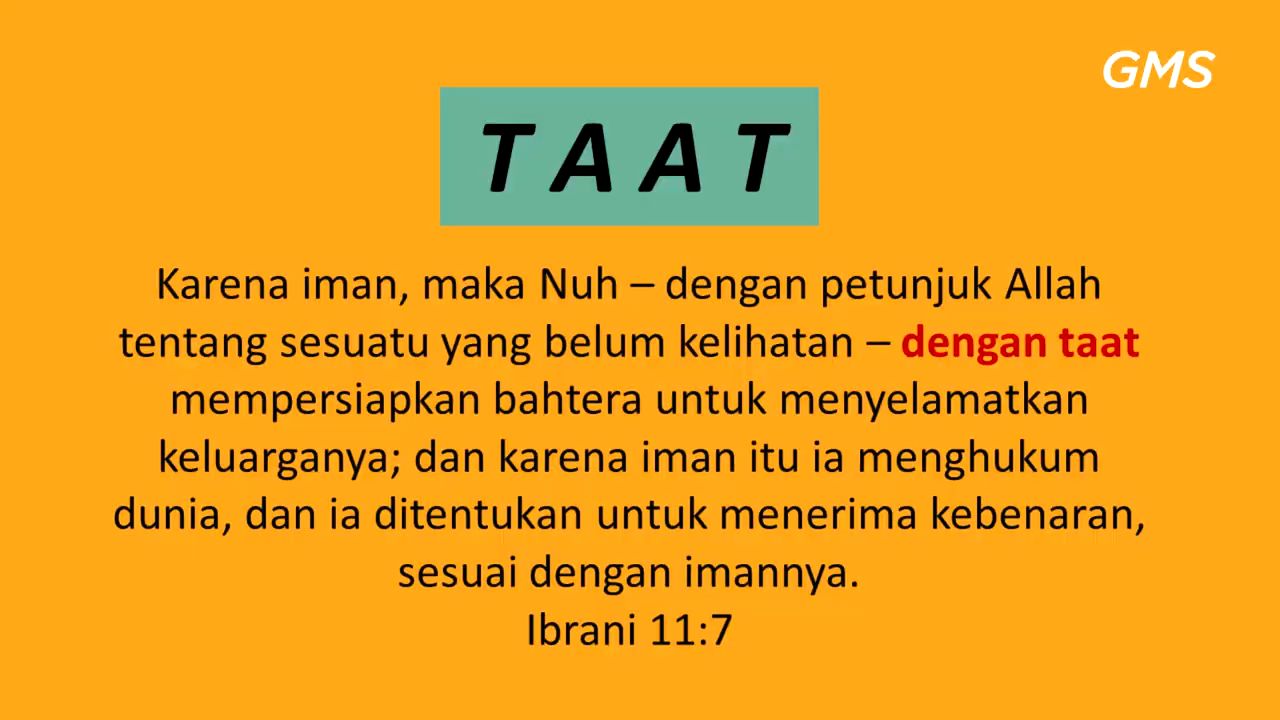 GMS
T A A T
Karena iman, maka Nuh – dengan petunjuk Allah
tentang sesuatu yang belum kelihatan – dengan taat
mempersiapkan bahtera untuk menyelamatkan
keluarganya; dan karena iman itu ia menghukum
dunia, dan ia ditentukan untuk menerima kebenaran,
sesuai dengan imannya.
Ibrani 11:7